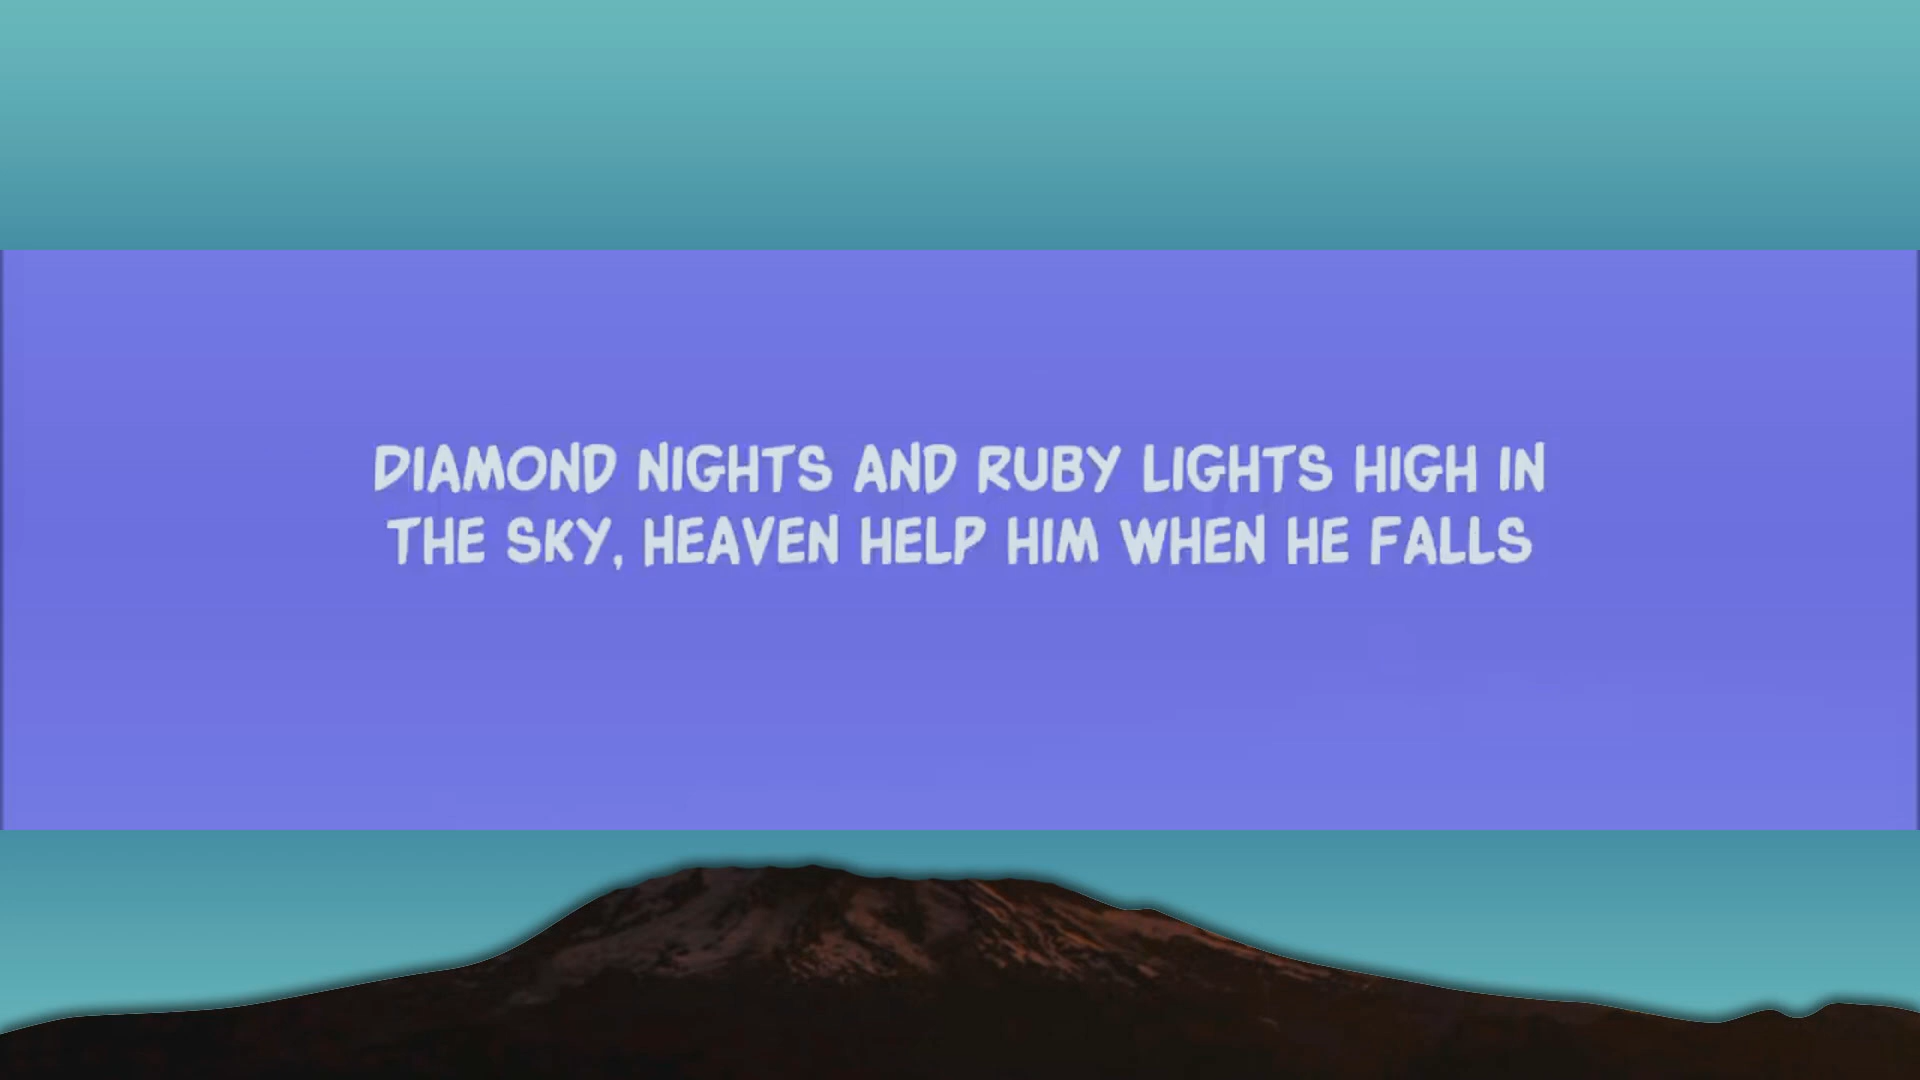 DIAMOND NIGHTS AND RUBY LIGHTS HIGH IN
THE SKY, HEAVEN HELP HIM WHEN HE FALLS